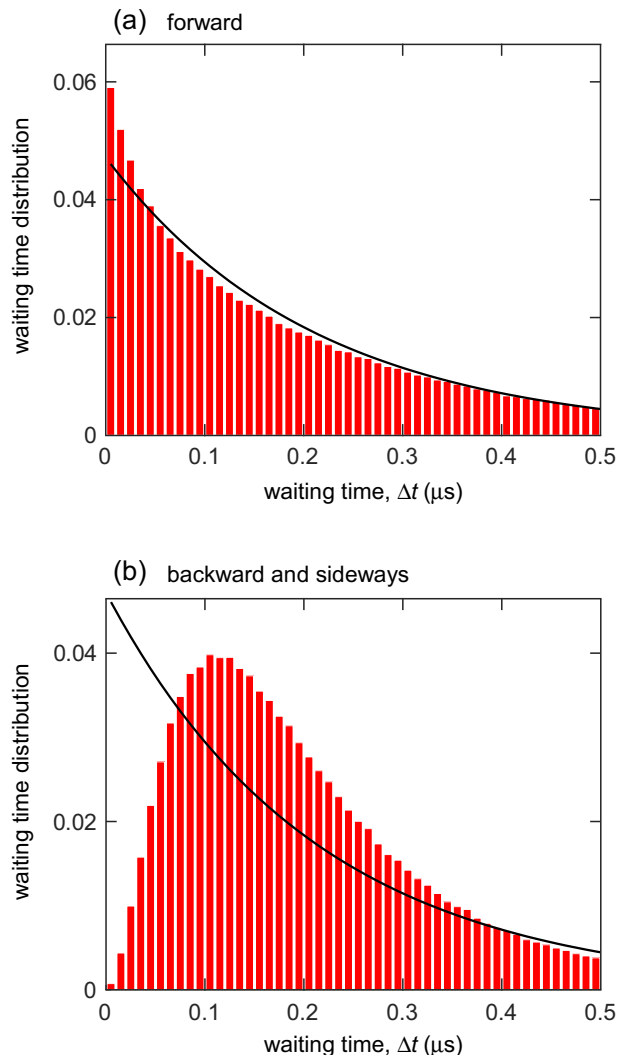 (a) forward
0.06
0.04
0.02
0
waiting time distribution
0 0.1 0.2 0.3 0.4 0.5
waiting time, Δt (μs)
(b) backward and sideways
0.04
0.02
0
waiting time distribution
0 0.1 0.2 0.3 0.4 0.5
waiting time, Δt (μs)